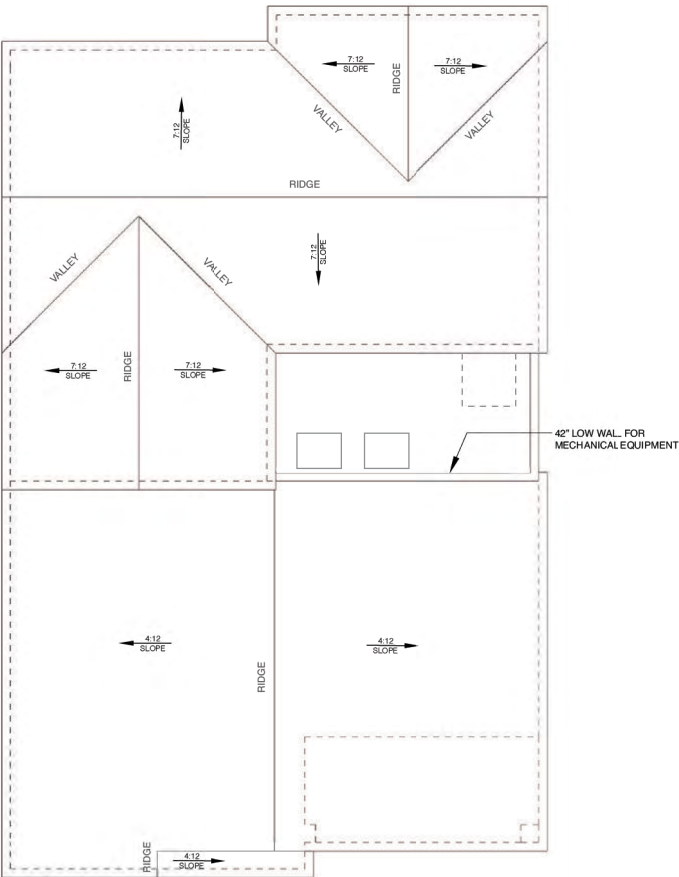 7:12
SLOPE
7:12
SLOPE
RIDGE
7:12
SLOPE
VALLEY
VALLEY
RIDGE
VALLEY
VALLEY
7:12
SLOPE
7:12
SLOPE
RIDGE
7:12
SLOPE
42" LOW WAL. FOR
MECHANICAL EQUIPMENT
4:12
SLOPE
RIDGE
4:12
SLOPE
RIDGE
4:12
SLOPE